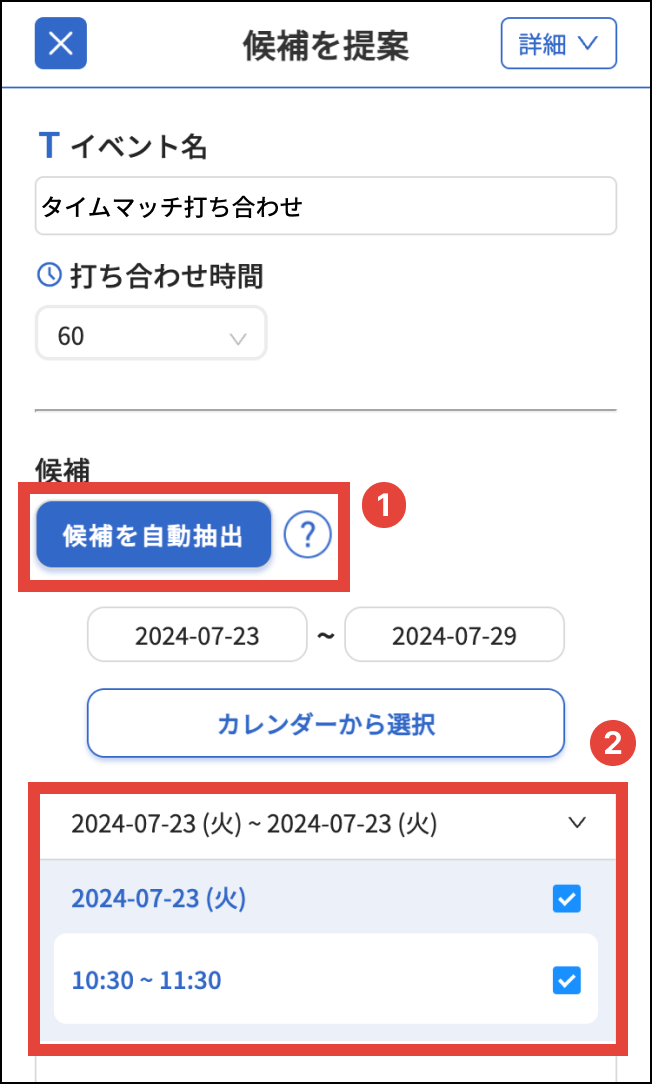 候補を提案
詳細
T イベント名
タイムマッチ打ち合わせ
打ち合わせ時間
60
候補
1
候補を自動抽出 ?
2024-07-23 ~ 2024-07-29
カレンダーから選択
2
2024-07-23 (火) ~ 2024-07-23 (火)
2024-07-23 (火)
10:30 ~ 11:30